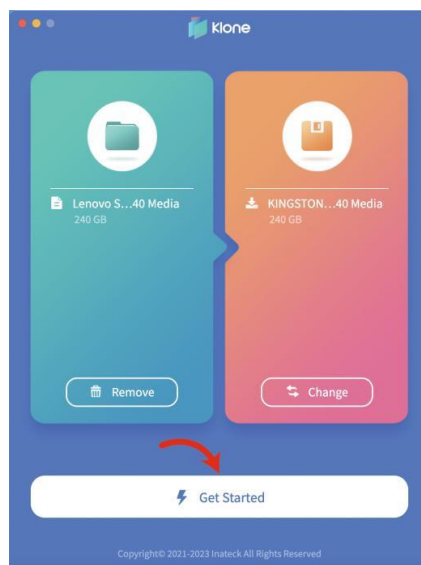 Klone
Lenovo S...40 Media
240 GB
Remove
KINGSTON...40 Media
240 GB
Change
Get Started
Copyright© 2021-2023 Inateck All Rights Reserved